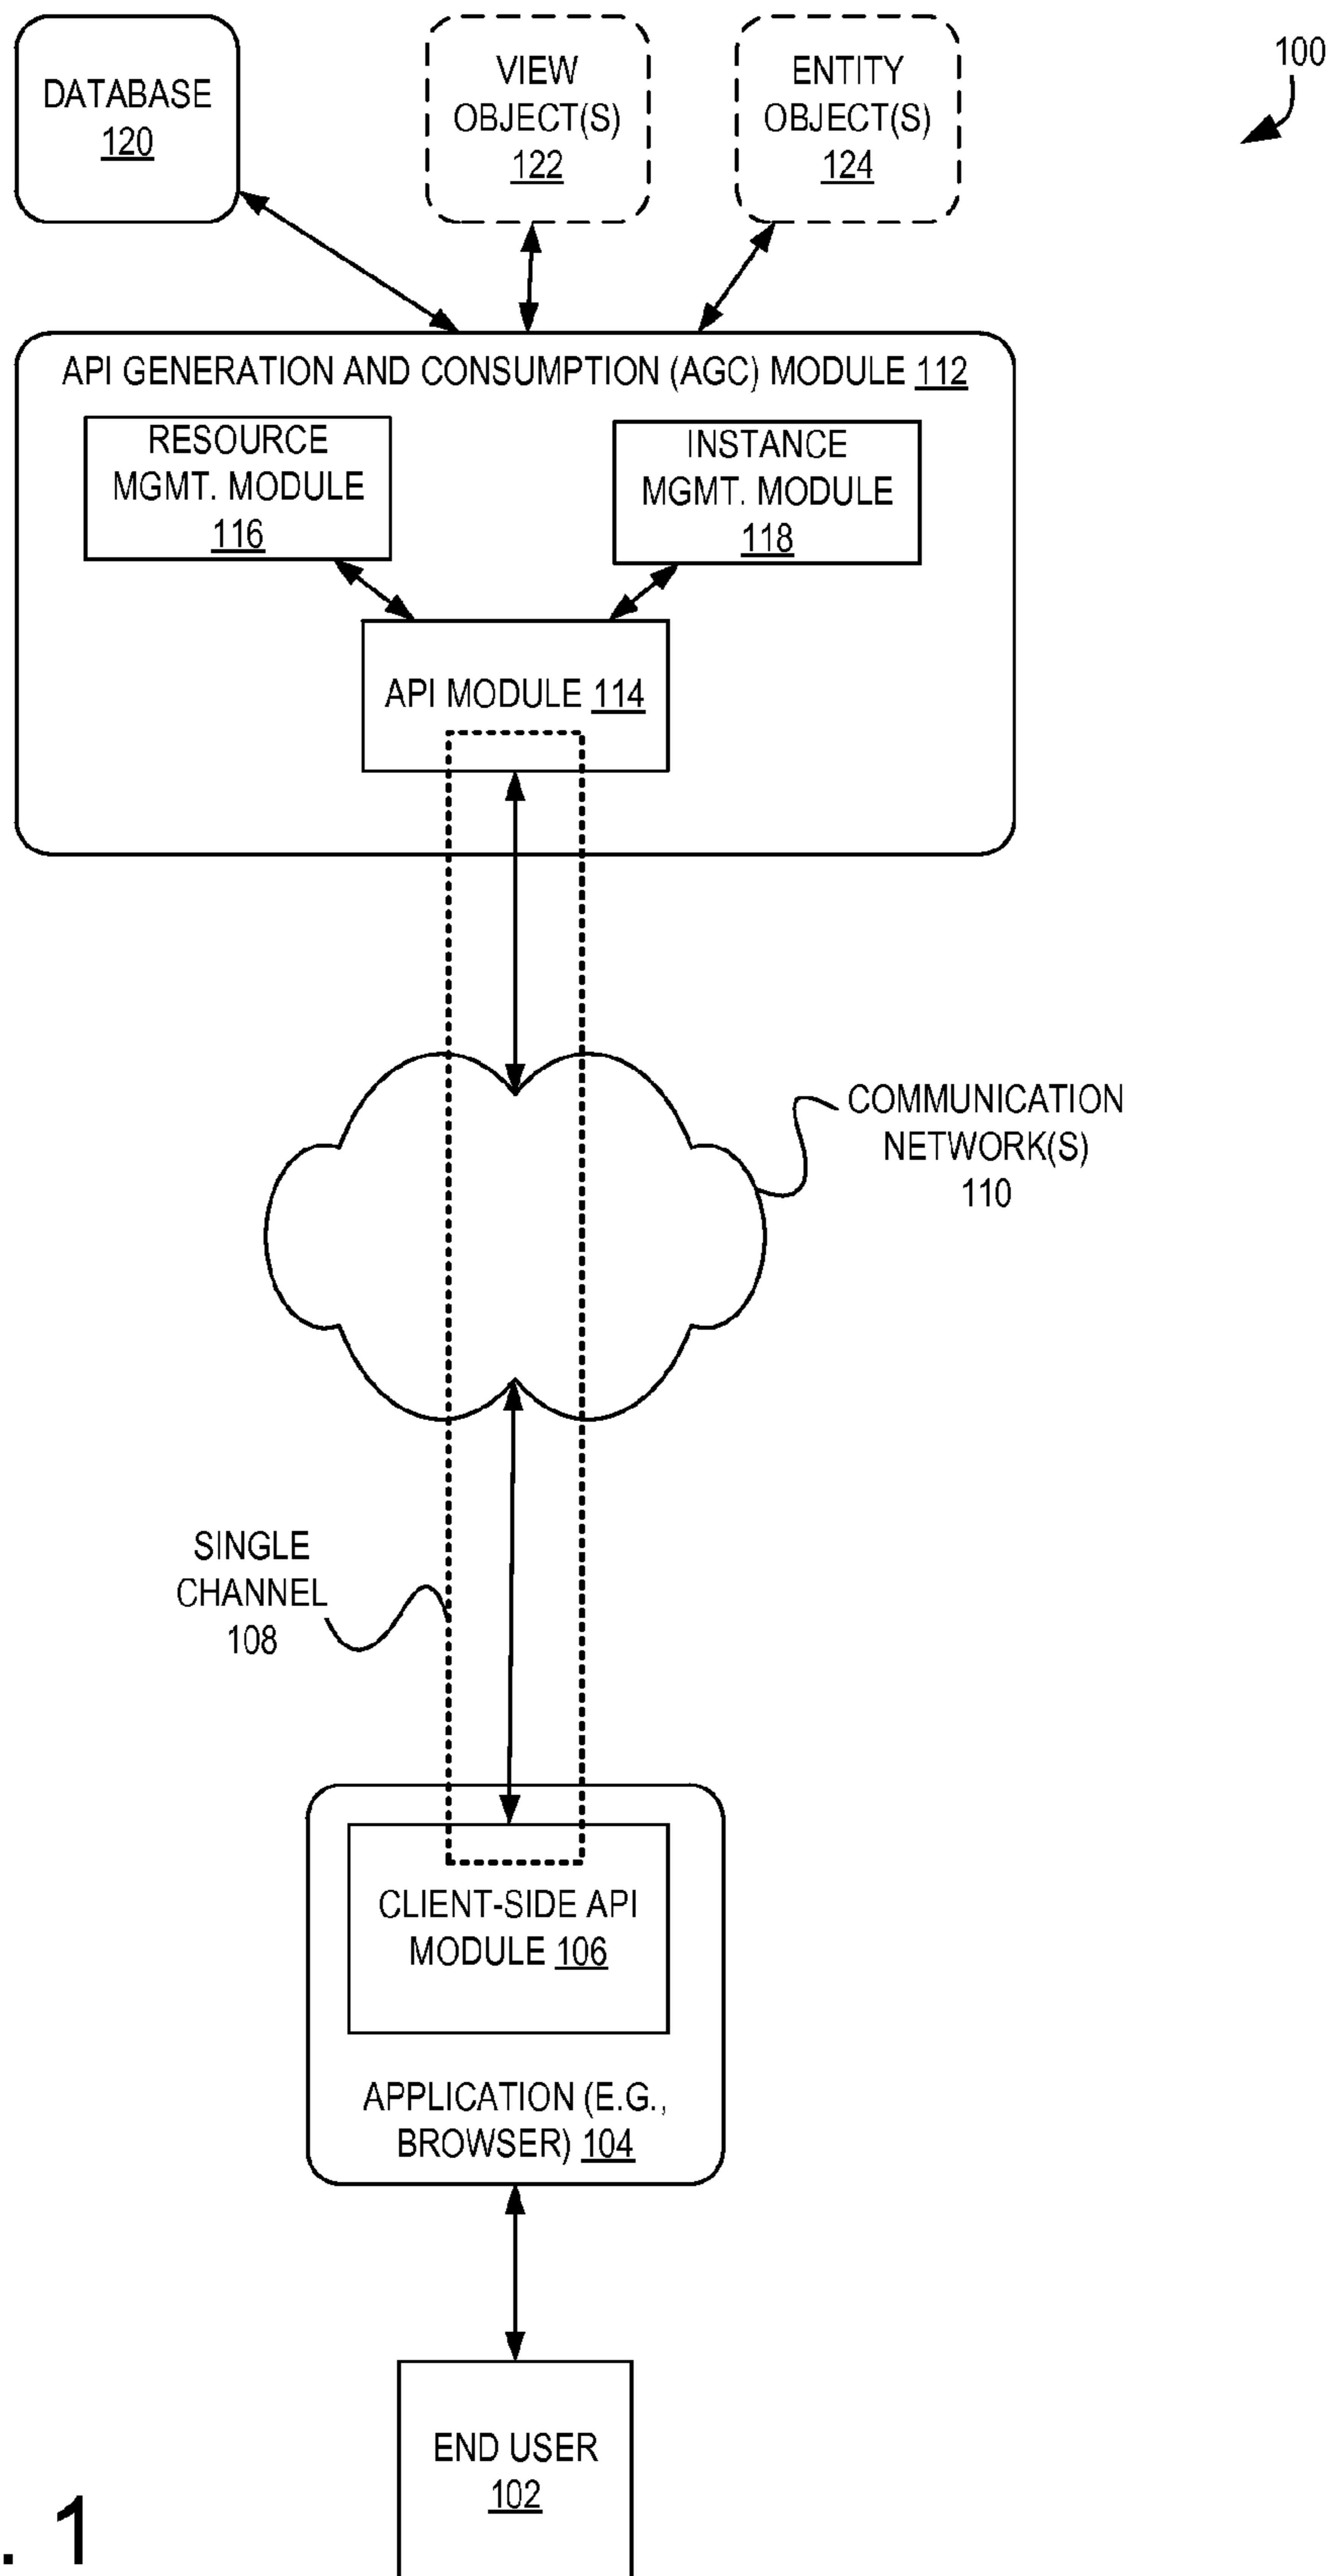 100
DATABASE
120
VIEW
OBJECT(S)
122
ENTITY
OBJECT(S)
124
API GENERATION AND CONSUMPTION (AGC) MODULE 112
RESOURCE
MGMT. MODULE
116
INSTANCE
MGMT. MODULE
118
API MODULE 114
COMMUNICATION
NETWORK(S)
110
SINGLE
CHANNEL
108
CLIENT-SIDE API
MODULE 106
APPLICATION (E.G.,
BROWSER) 104
END USER
102
. 1